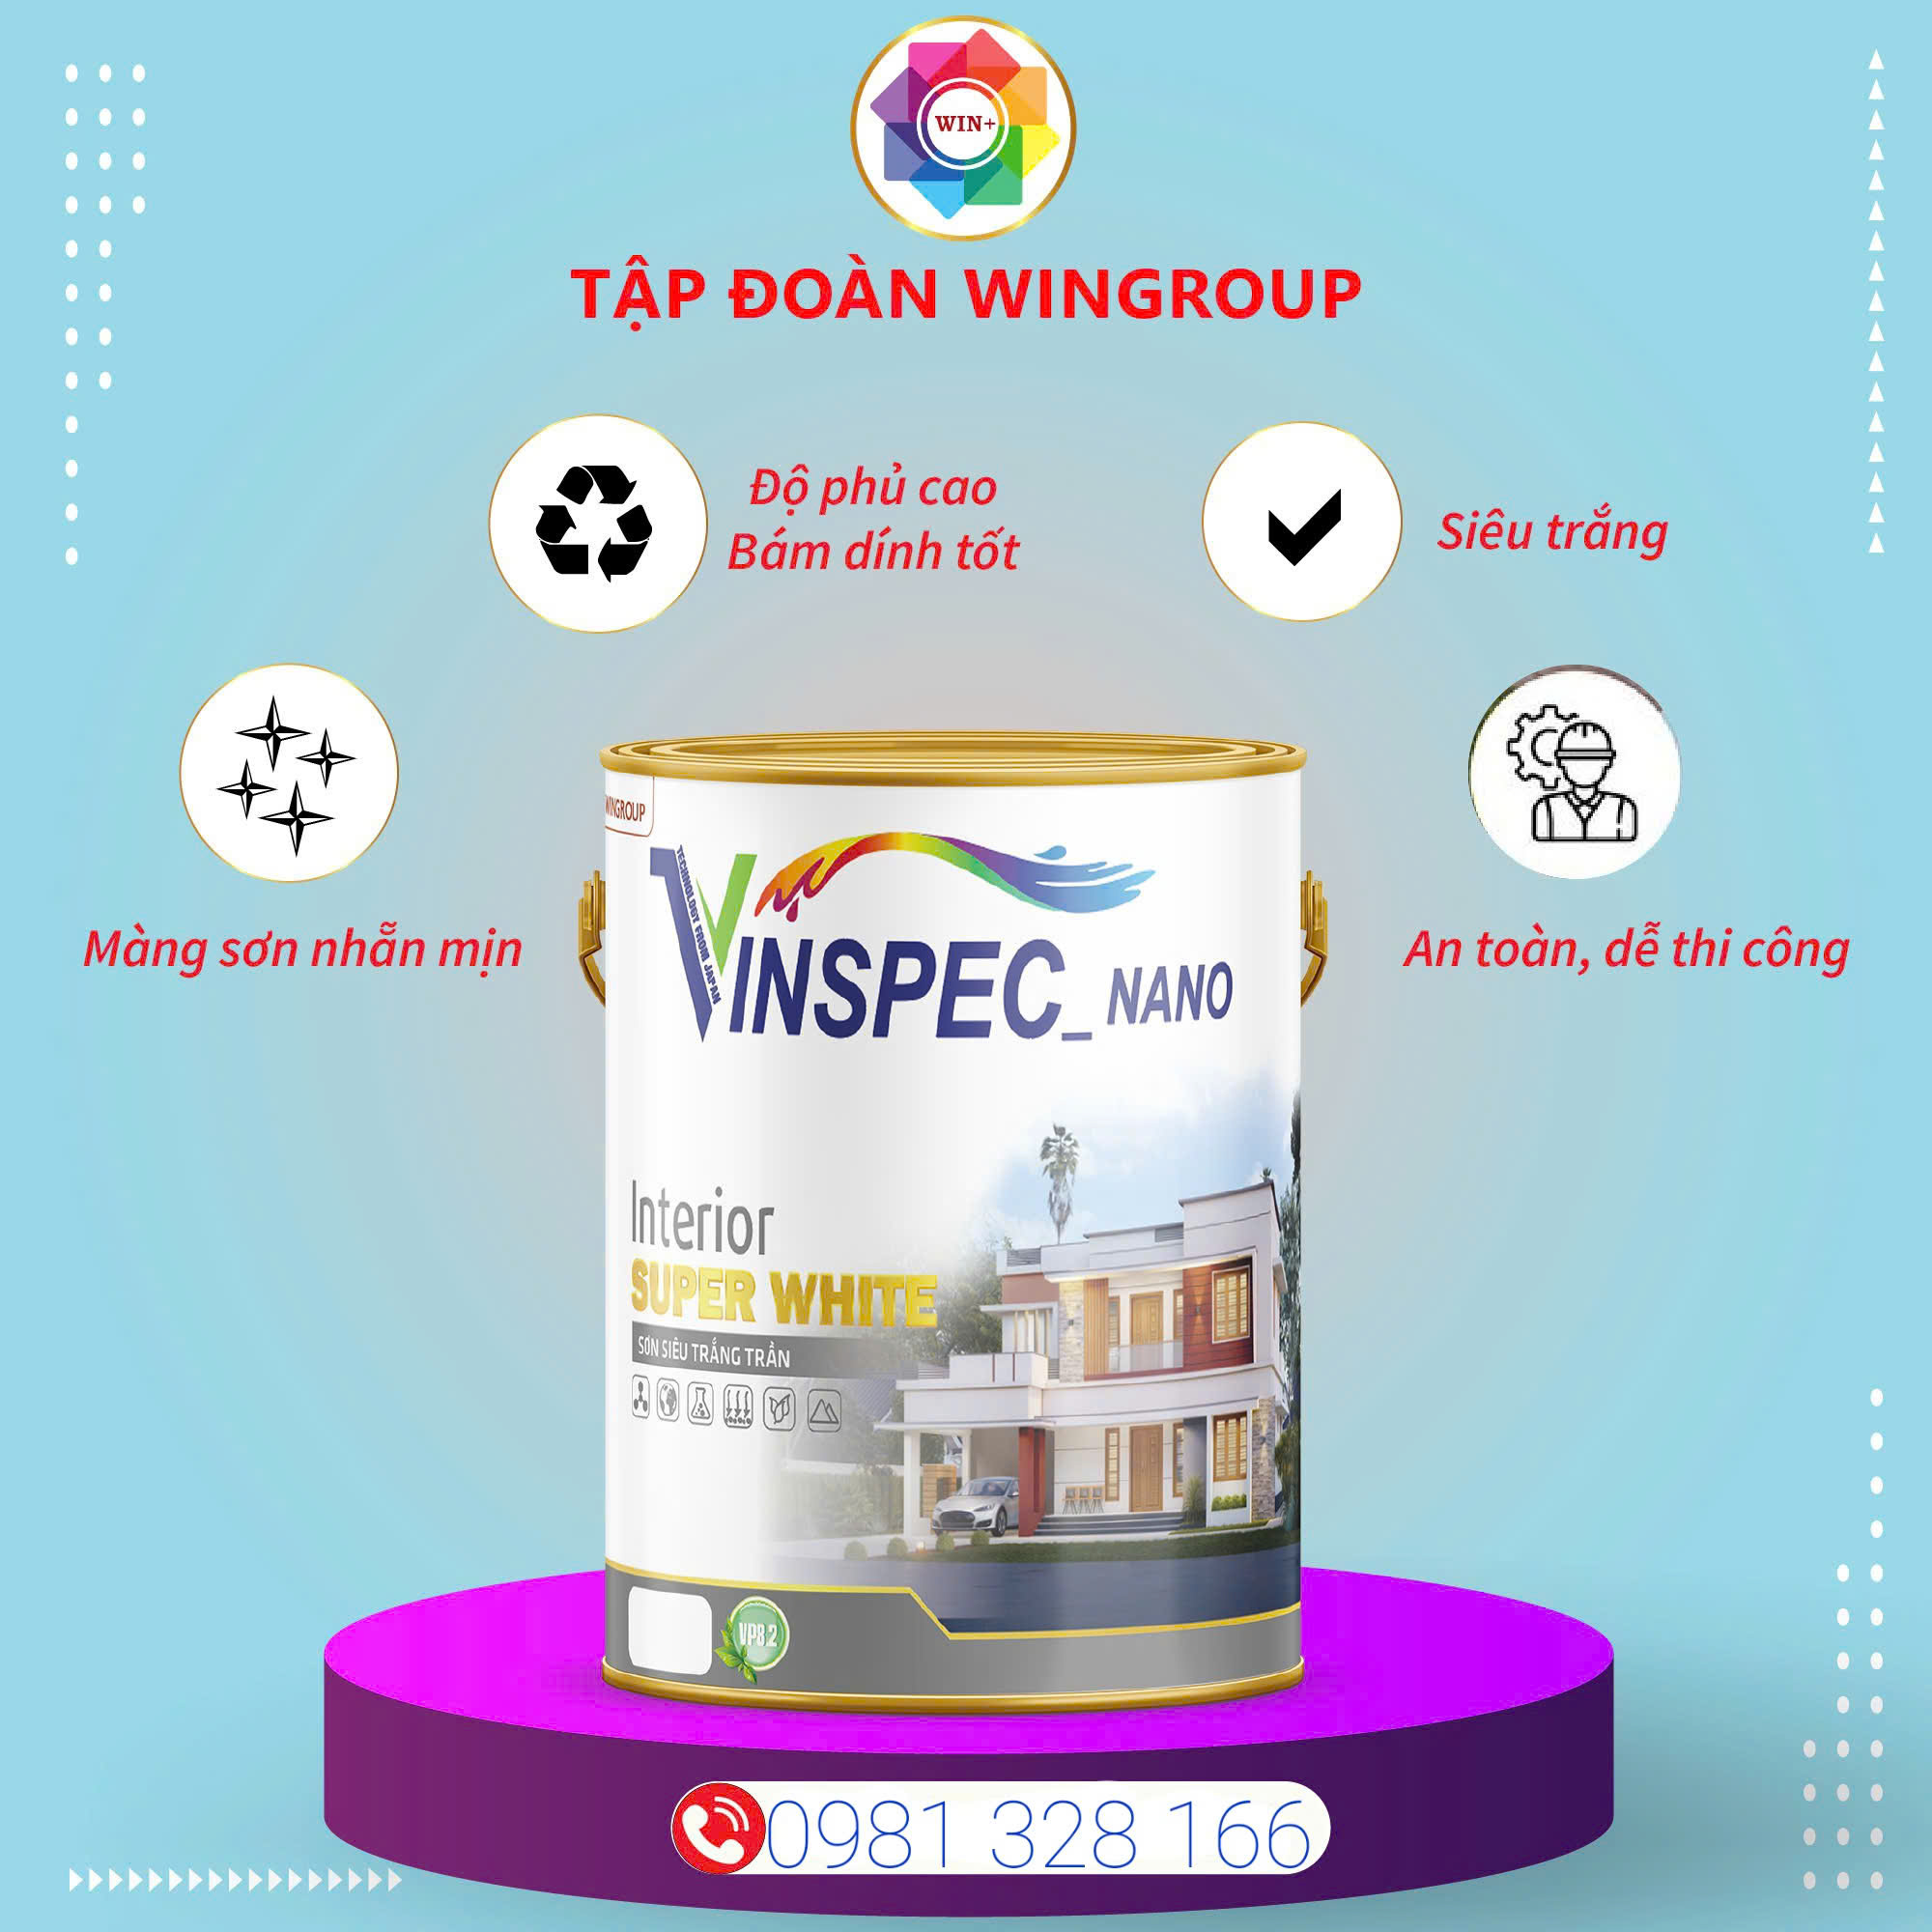 WIN+
TẬP ĐOÀN WINGROUP
Độ phủ cao
Bám dính tốt
Siêu trắng
Màng sơn nhẵn mịn
An toàn, dễ thi công
WINGROUP
TECHNOLOGY FROM JAPAN
VINSPEC_NANO
Interior
SUPER WHITE
SƠN SIÊU TRẮNG TRẦN
VP8.2
0981 328 166